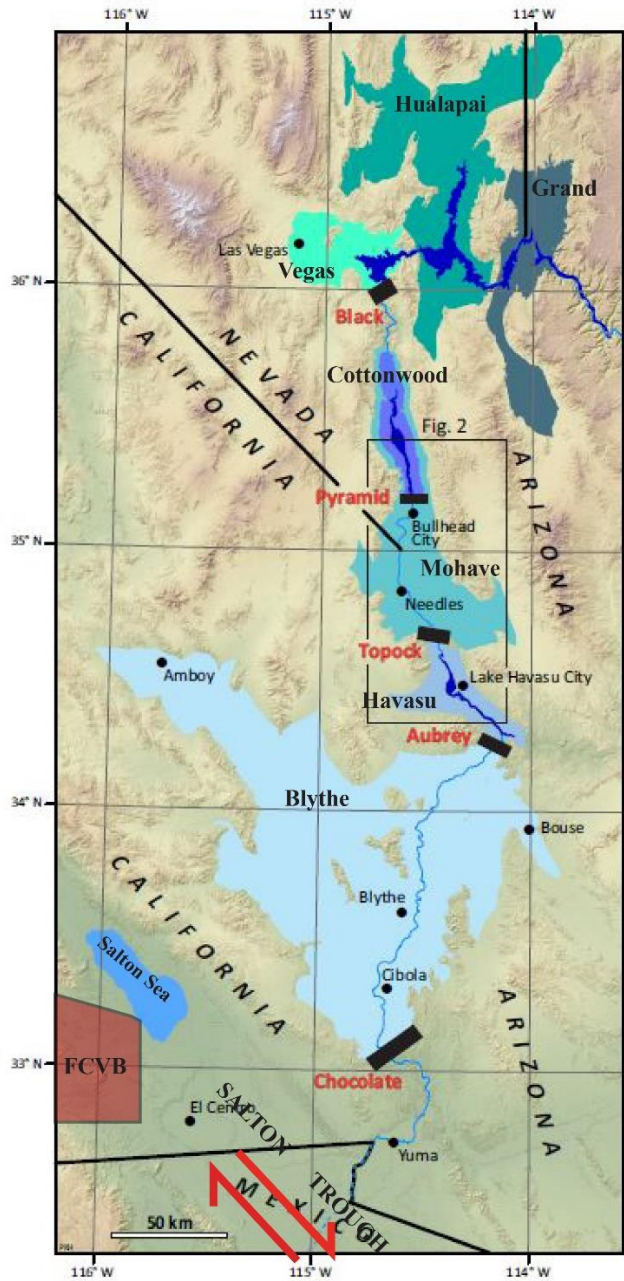 116° W
115° W
114° W
Hualapai
Grand
Las Vegas
Vegas
36° N
Black
NEVADA
CALIFORNIA
Cottonwood
Fig. 2
ARIZONA
Pyramid
Bullhead
City
35° N
Mohave
Needles
Topock
Amboy
Lake Havasu City
Havasu
Aubrey
Blythe
34° N
Bouse
CALIFORNIA
Blythe
Salton Sea
Cibola
ARIZONA
FCVB
33° N
Chocolate
El Centro
SALTON
TROUGH
Yuma
MEXICO
50 km
116° W
115° W
114° W